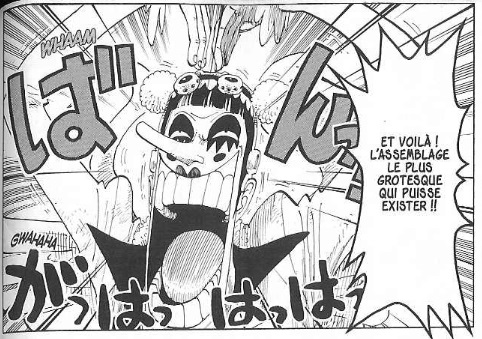 WHAAM
ばんっ!!
ET VOILÀ !
L'ASSEMBLAGE
LE PLUS
GROTESQUE
QUI PUISSE
EXISTER !!
GWAHAHA
がっはっはっはっ